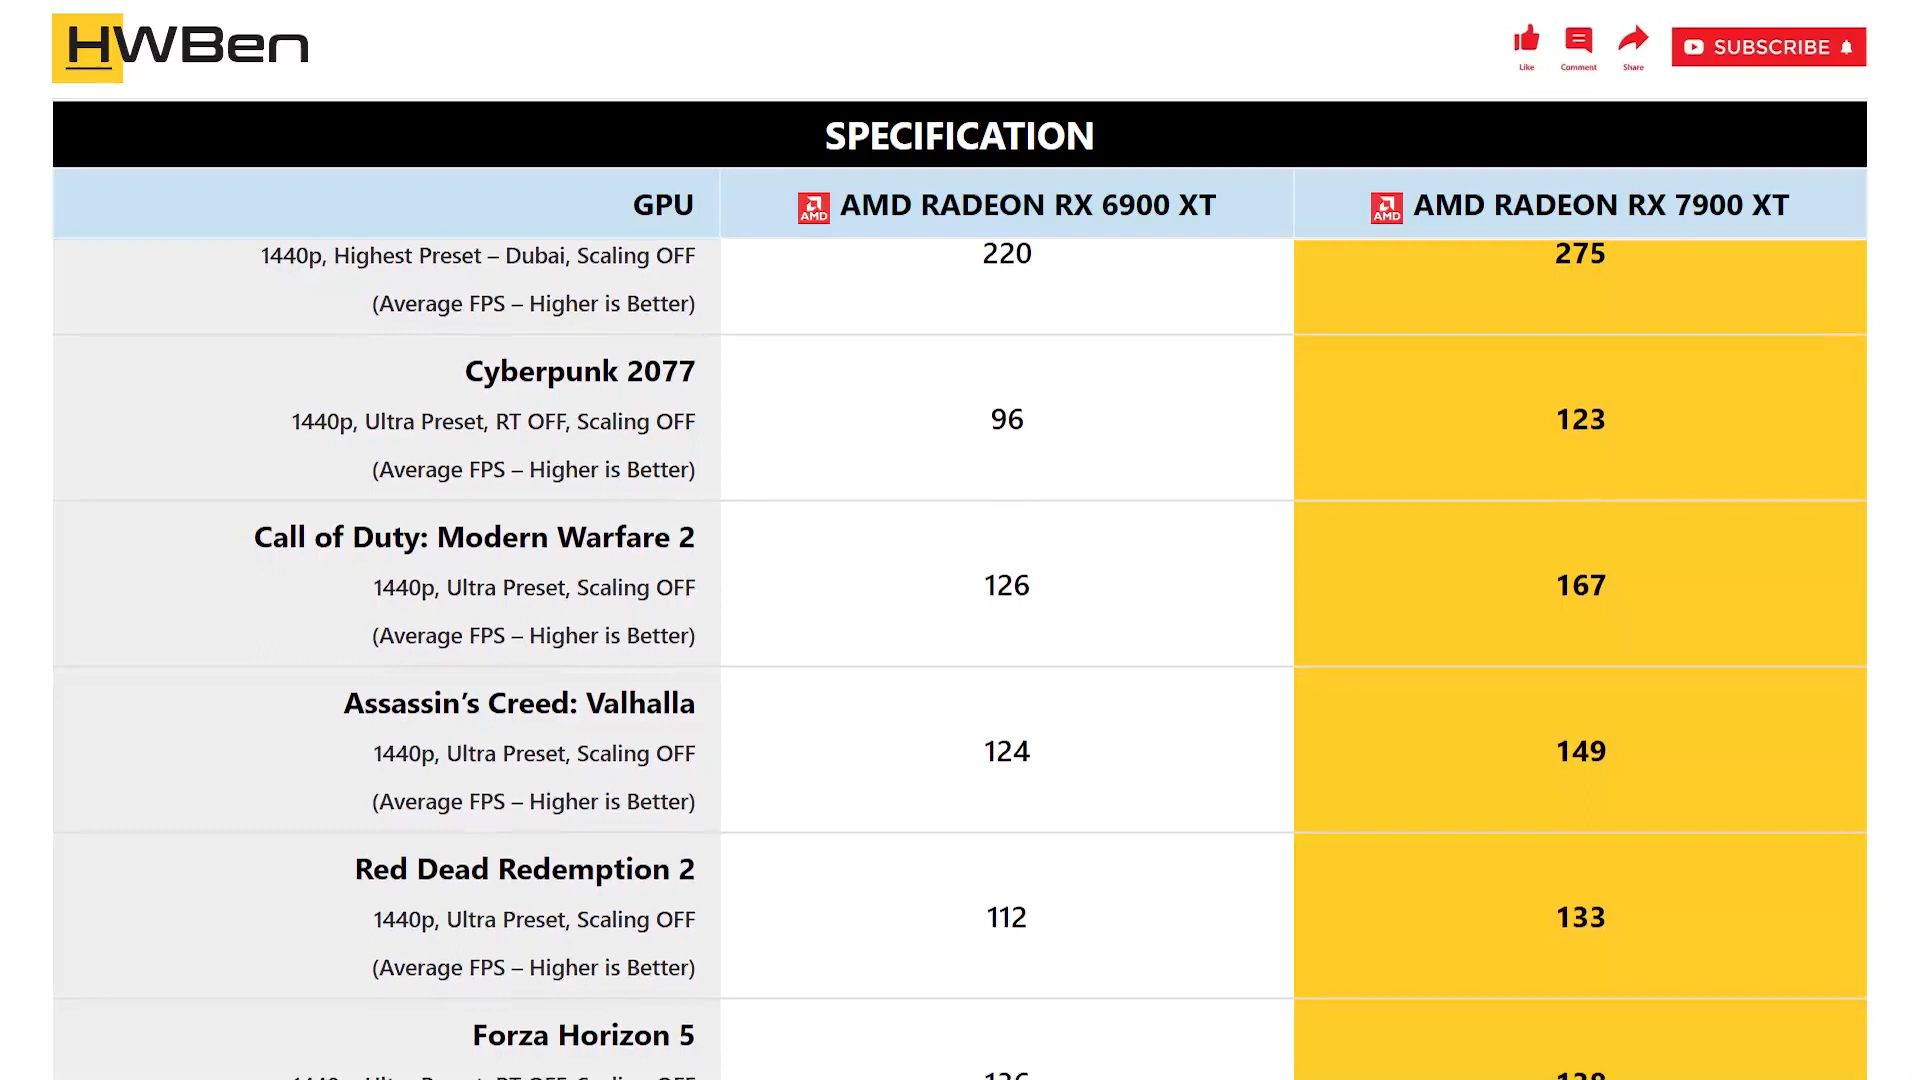 HWBen
Like
Comment
Share
SUBSCRIBE
SPECIFICATION
GPU
AMD AMD RADEON RX 6900 XT
AMD AMD RADEON RX 7900 XT
1440p, Highest Preset – Dubai, Scaling OFF
(Average FPS – Higher is Better)
220
275
Cyberpunk 2077
1440p, Ultra Preset, RT OFF, Scaling OFF
(Average FPS – Higher is Better)
96
123
Call of Duty: Modern Warfare 2
1440p, Ultra Preset, Scaling OFF
(Average FPS – Higher is Better)
126
167
Assassin’s Creed: Valhalla
1440p, Ultra Preset, Scaling OFF
(Average FPS – Higher is Better)
124
149
Red Dead Redemption 2
1440p, Ultra Preset, Scaling OFF
(Average FPS – Higher is Better)
112
133
Forza Horizon 5